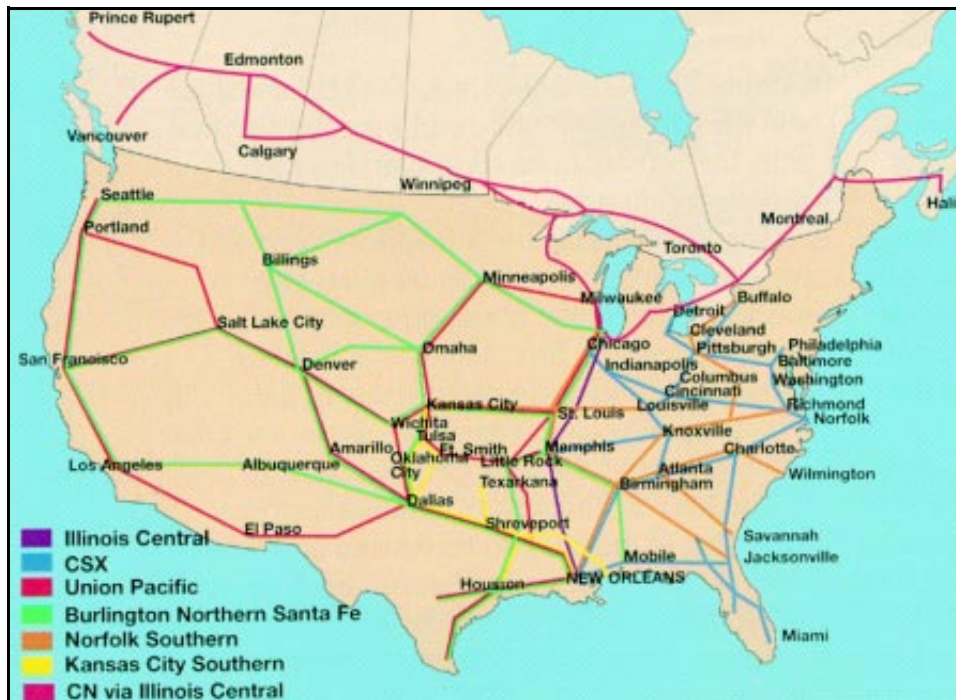 Prince Rupert
Edmonton
Vancouver
Calgary
Winnipeg
Montreal
Hali
Toronto
Seattle
Portland
Billings
Minneapolis
Milwaukee
Detroit
Buffalo
Salt Lake City
Cleveland
San Francisco
Denver
Omaha
Chicago
Pittsburgh
Philadelphia
Indianapolis
Baltimore
Columbus
Washington
Cincinnati
Kansas City
St. Louis
Louisville
Richmond
Norfolk
Wichita
Tulsa
Knoxville
Amarillo
Oklahoma
City
Ft. Smith
Memphis
Charlotte
Los Angeles
Albuquerque
Little Rock
Atlanta
Texarkana
Birmingham
Wilmington
Dallas
El Paso
Shreveport
Savannah
Mobile
Jacksonville
Houston
NEW ORLEANS
Miami
Illinois Central
CSX
Union Pacific
Burlington Northern Santa Fe
Norfolk Southern
Kansas City Southern
CN via Illinois Central